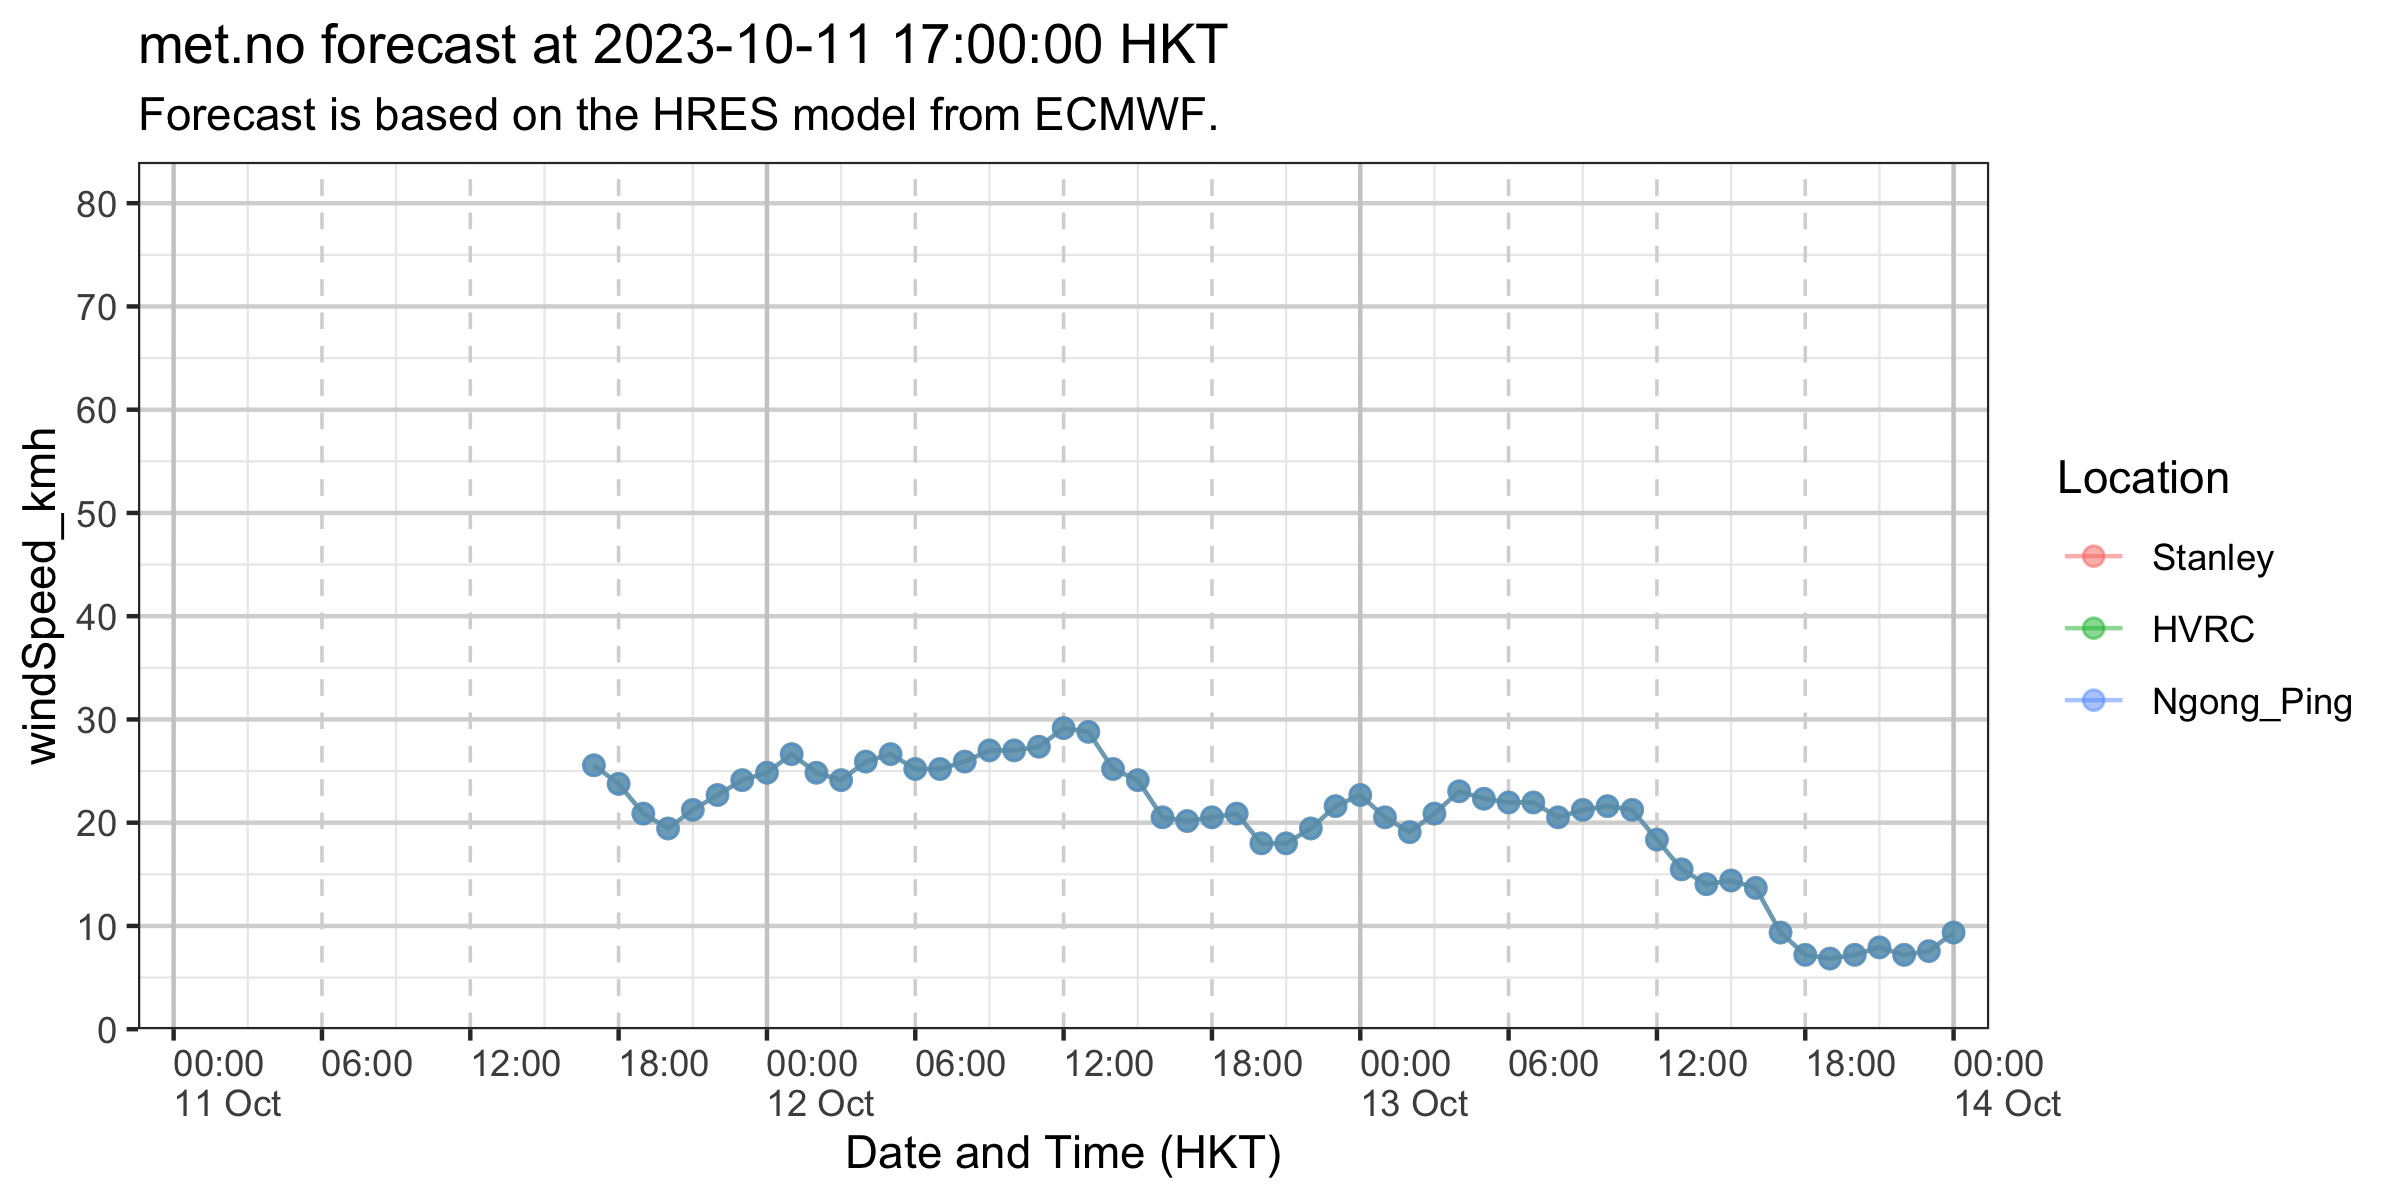 met.no forecast at 2023-10-11 17:00:00 HKT
Forecast is based on the HRES model from ECMWF.
windSpeed_kmh
80
70
60
50
40
30
20
10
0
00:00 06:00 12:00 18:00 00:00 06:00 12:00 18:00 00:00 06:00 12:00 18:00 00:00
11 Oct 12 Oct 13 Oct 14 Oct
Date and Time (HKT)
Location
Stanley
HVRC
Ngong_Ping